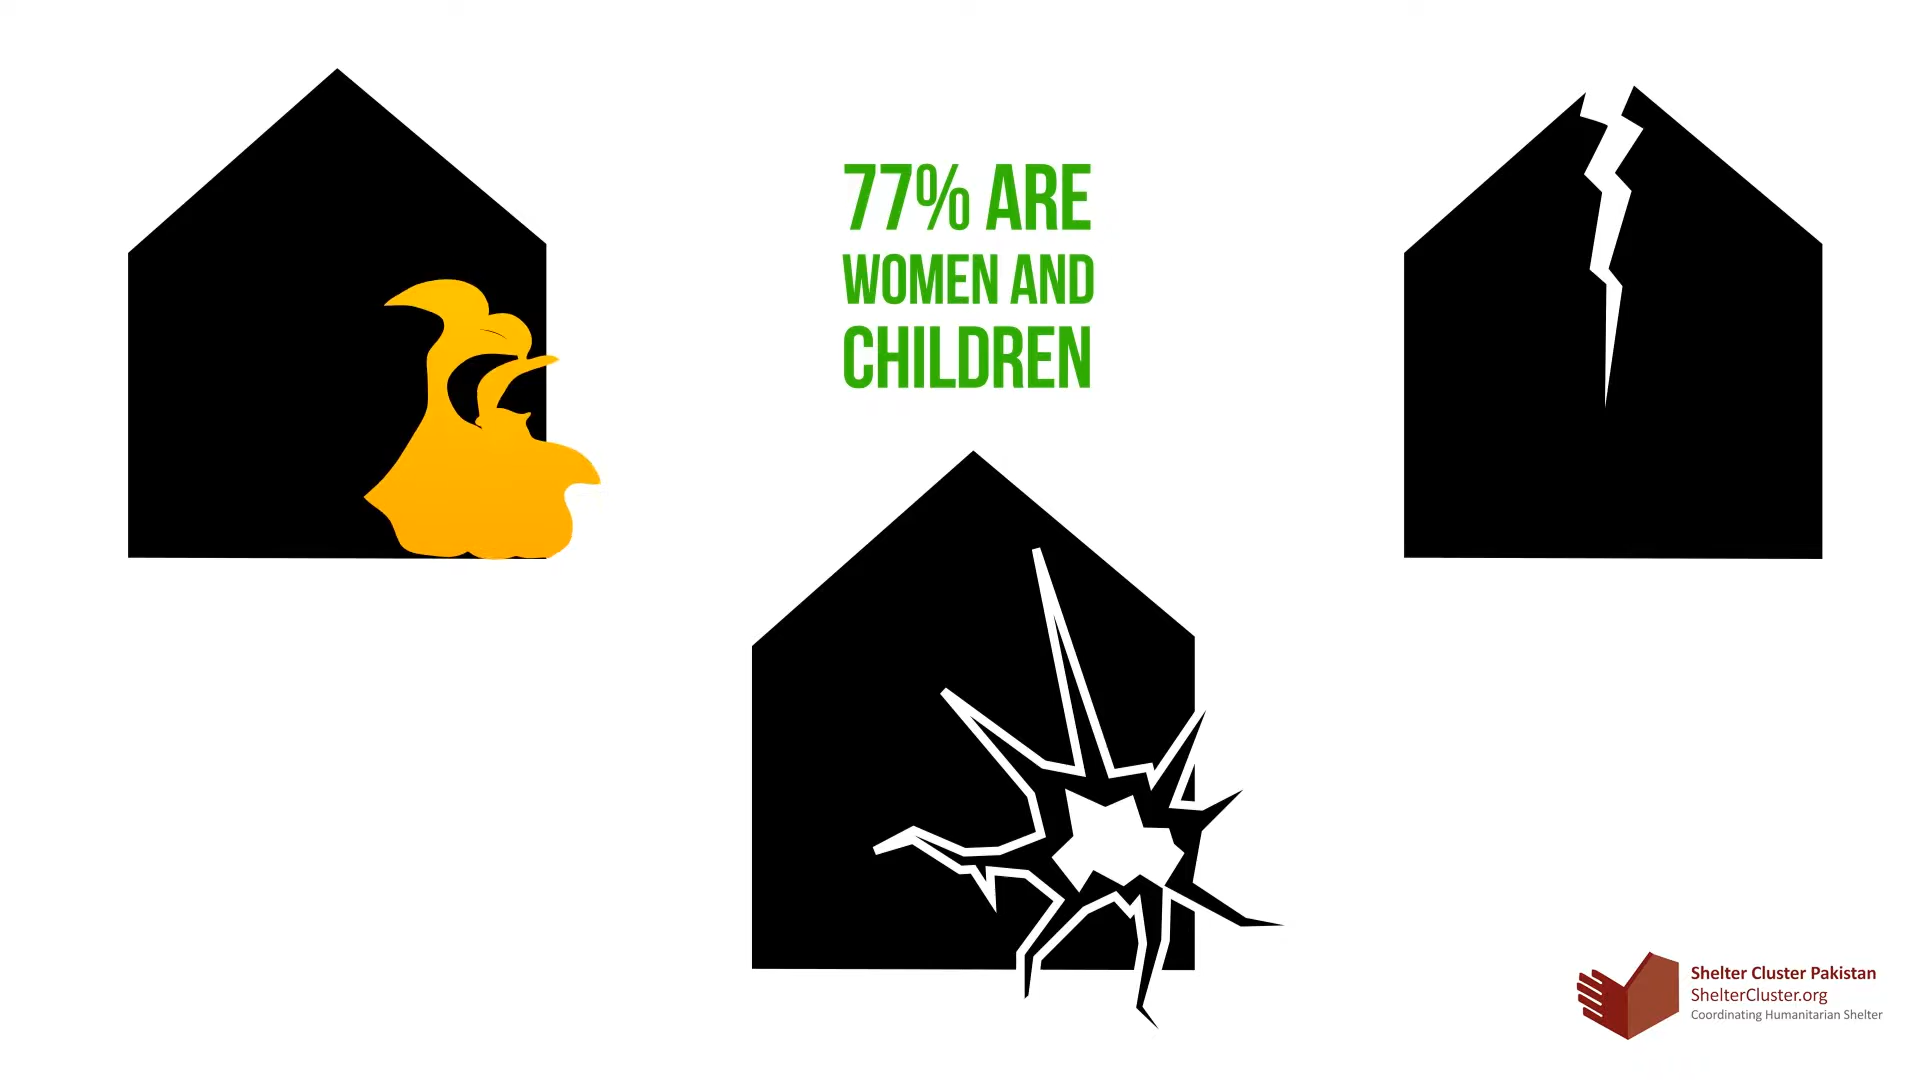 77% ARE
WOMEN AND
CHILDREN
Shelter Cluster Pakistan
ShelterCluster.org
Coordinating Humanitarian Shelter